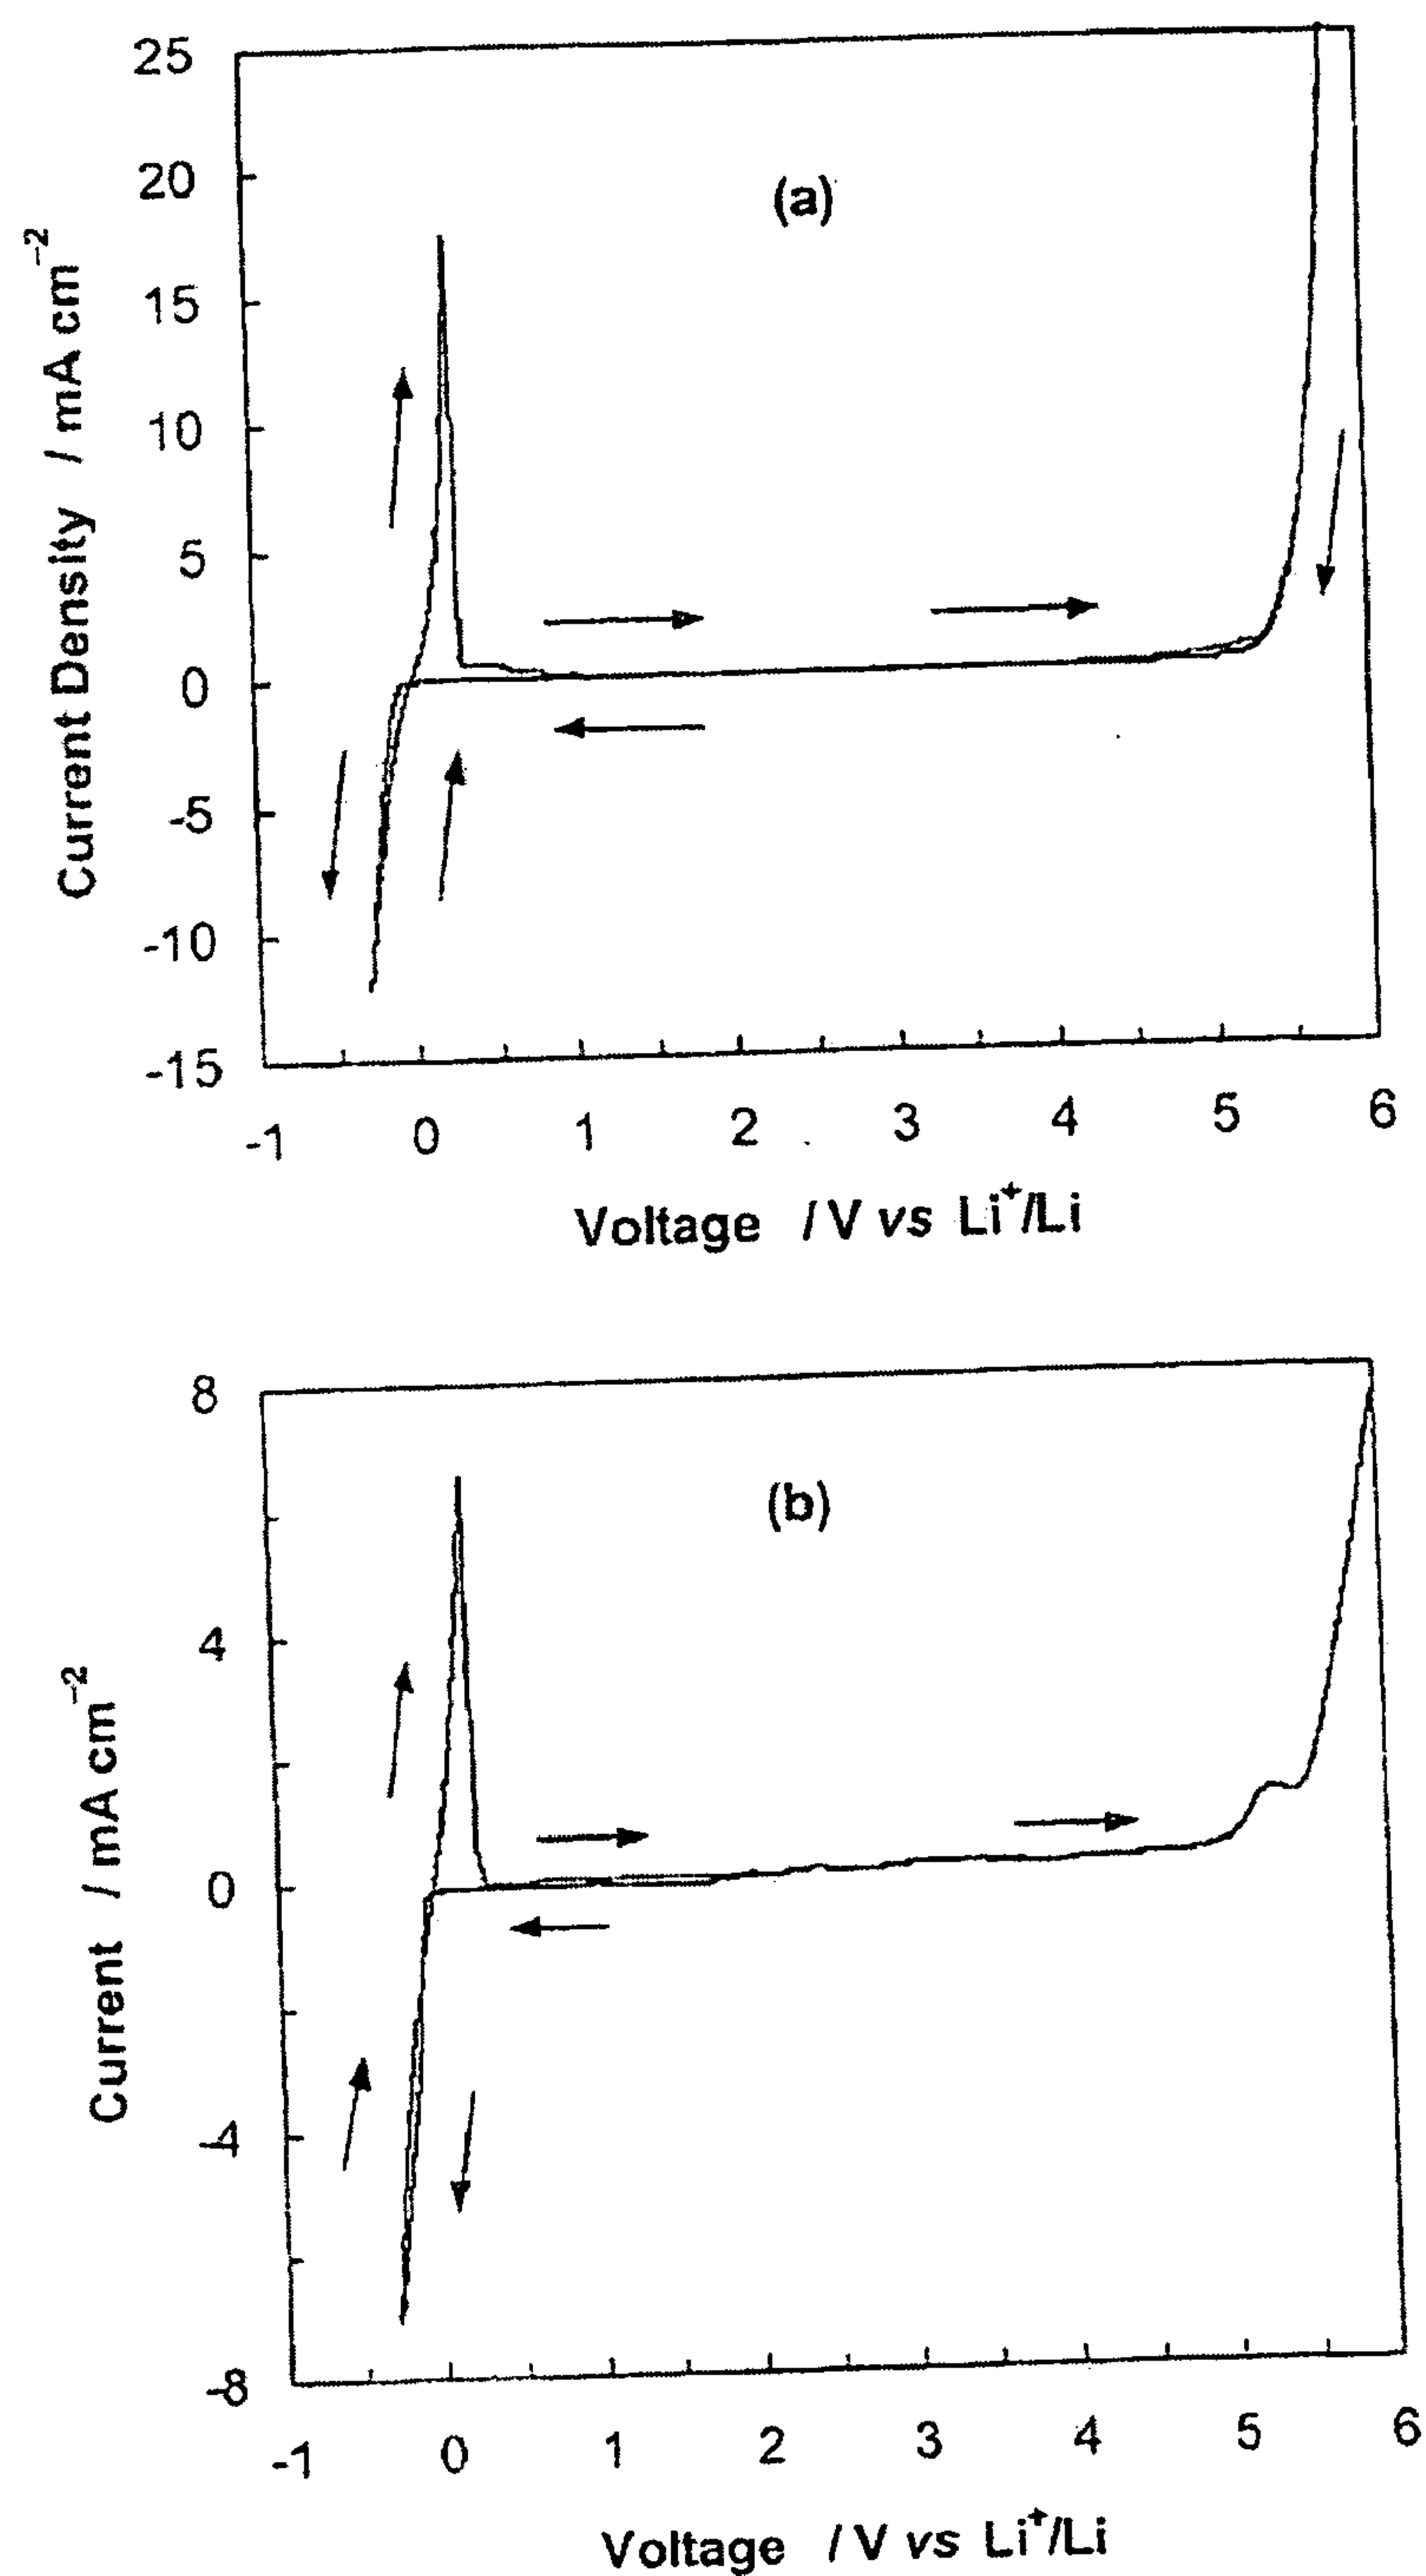 25
20
(a)
15
10
5
0
-5
-10
-15
Current Density / mA cm⁻²
-1 0 1 2 3 4 5 6
Voltage / V vs Li⁺/Li
8
(b)
4
0
-4
-8
Current / mA cm⁻²
-1 0 1 2 3 4 5 6
Voltage / V vs Li⁺/Li